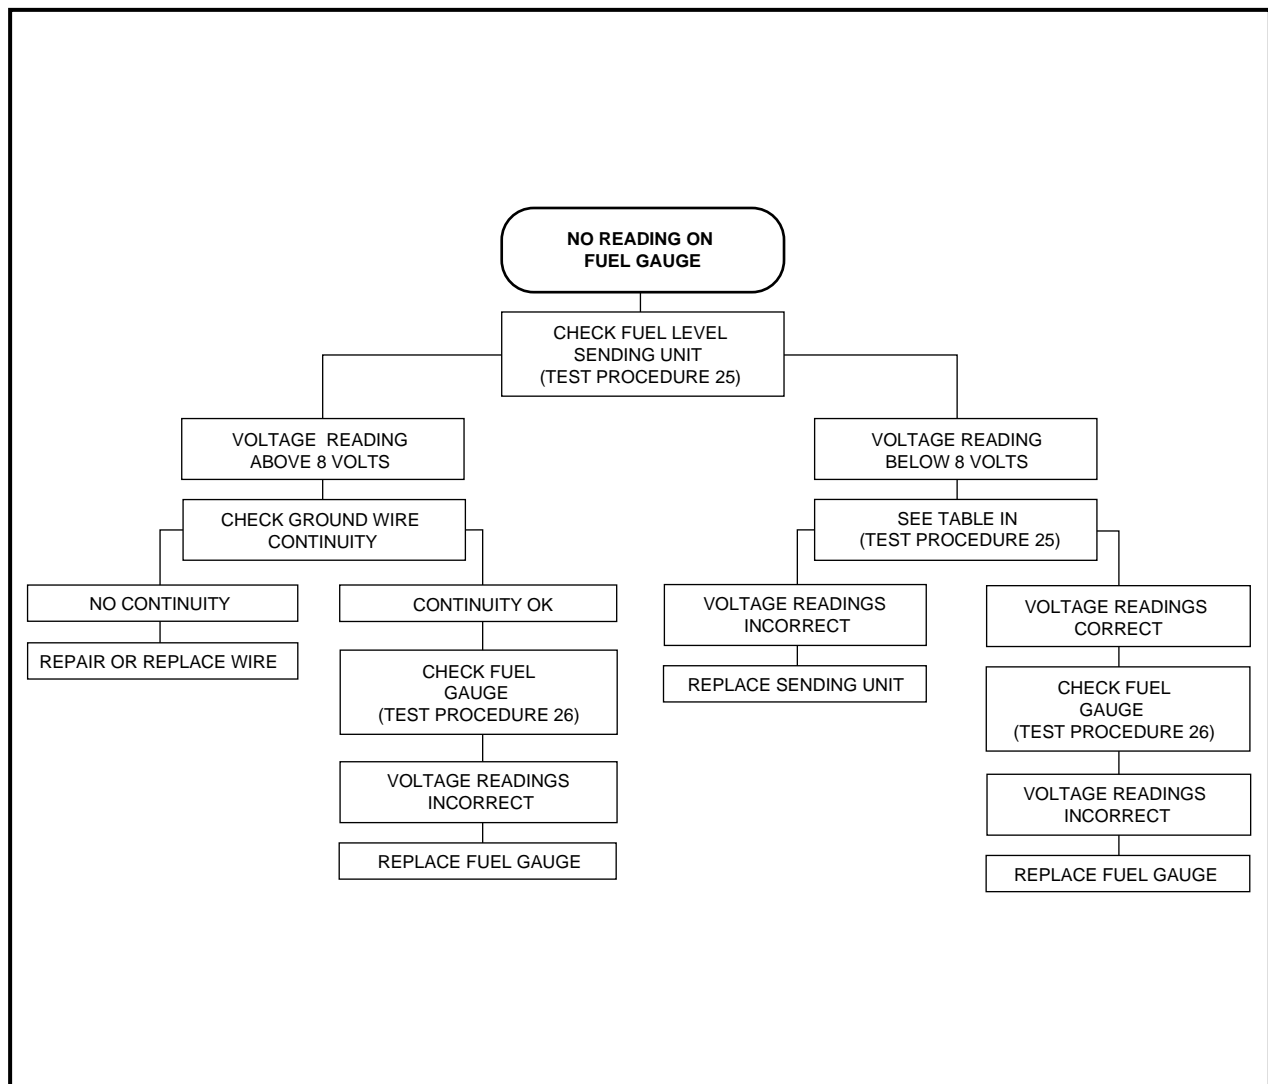 NO READING ON
FUEL GAUGE
CHECK FUEL LEVEL
SENDING UNIT
(TEST PROCEDURE 25)
VOLTAGE READING
ABOVE 8 VOLTS
CHECK GROUND WIRE
CONTINUITY
NO CONTINUITY
REPAIR OR REPLACE WIRE
CONTINUITY OK
CHECK FUEL
GAUGE
(TEST PROCEDURE 26)
VOLTAGE READINGS
INCORRECT
REPLACE FUEL GAUGE
VOLTAGE READING
BELOW 8 VOLTS
SEE TABLE IN
(TEST PROCEDURE 25)
VOLTAGE READINGS
INCORRECT
REPLACE SENDING UNIT
VOLTAGE READINGS
CORRECT
CHECK FUEL
GAUGE
(TEST PROCEDURE 26)
VOLTAGE READINGS
INCORRECT
REPLACE FUEL GAUGE